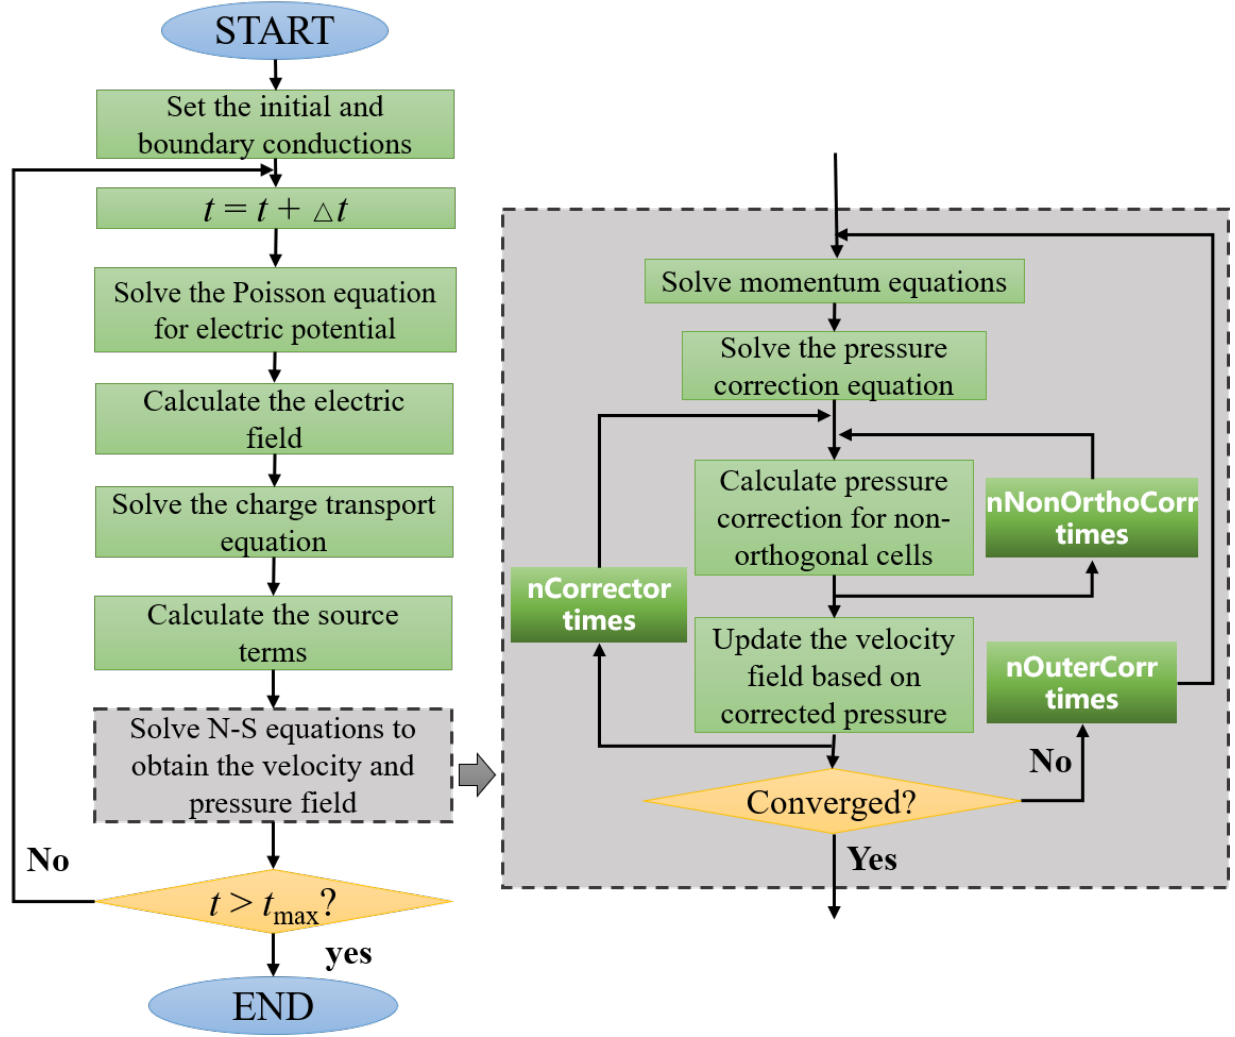 START
Set the initial and
boundary conductions
t = t + △t
Solve the Poisson equation
for electric potential
Calculate the electric
field
Solve the charge transport
equation
Calculate the source
terms
Solve N-S equations to
obtain the velocity and
pressure field
No
t > tmax?
yes
END
Solve momentum equations
Solve the pressure
correction equation
Calculate pressure
correction for non-
orthogonal cells
nNonOrthoCorr
times
nCorrector
times
Update the velocity
field based on
corrected pressure
nOuterCorr
times
No
Converged?
Yes